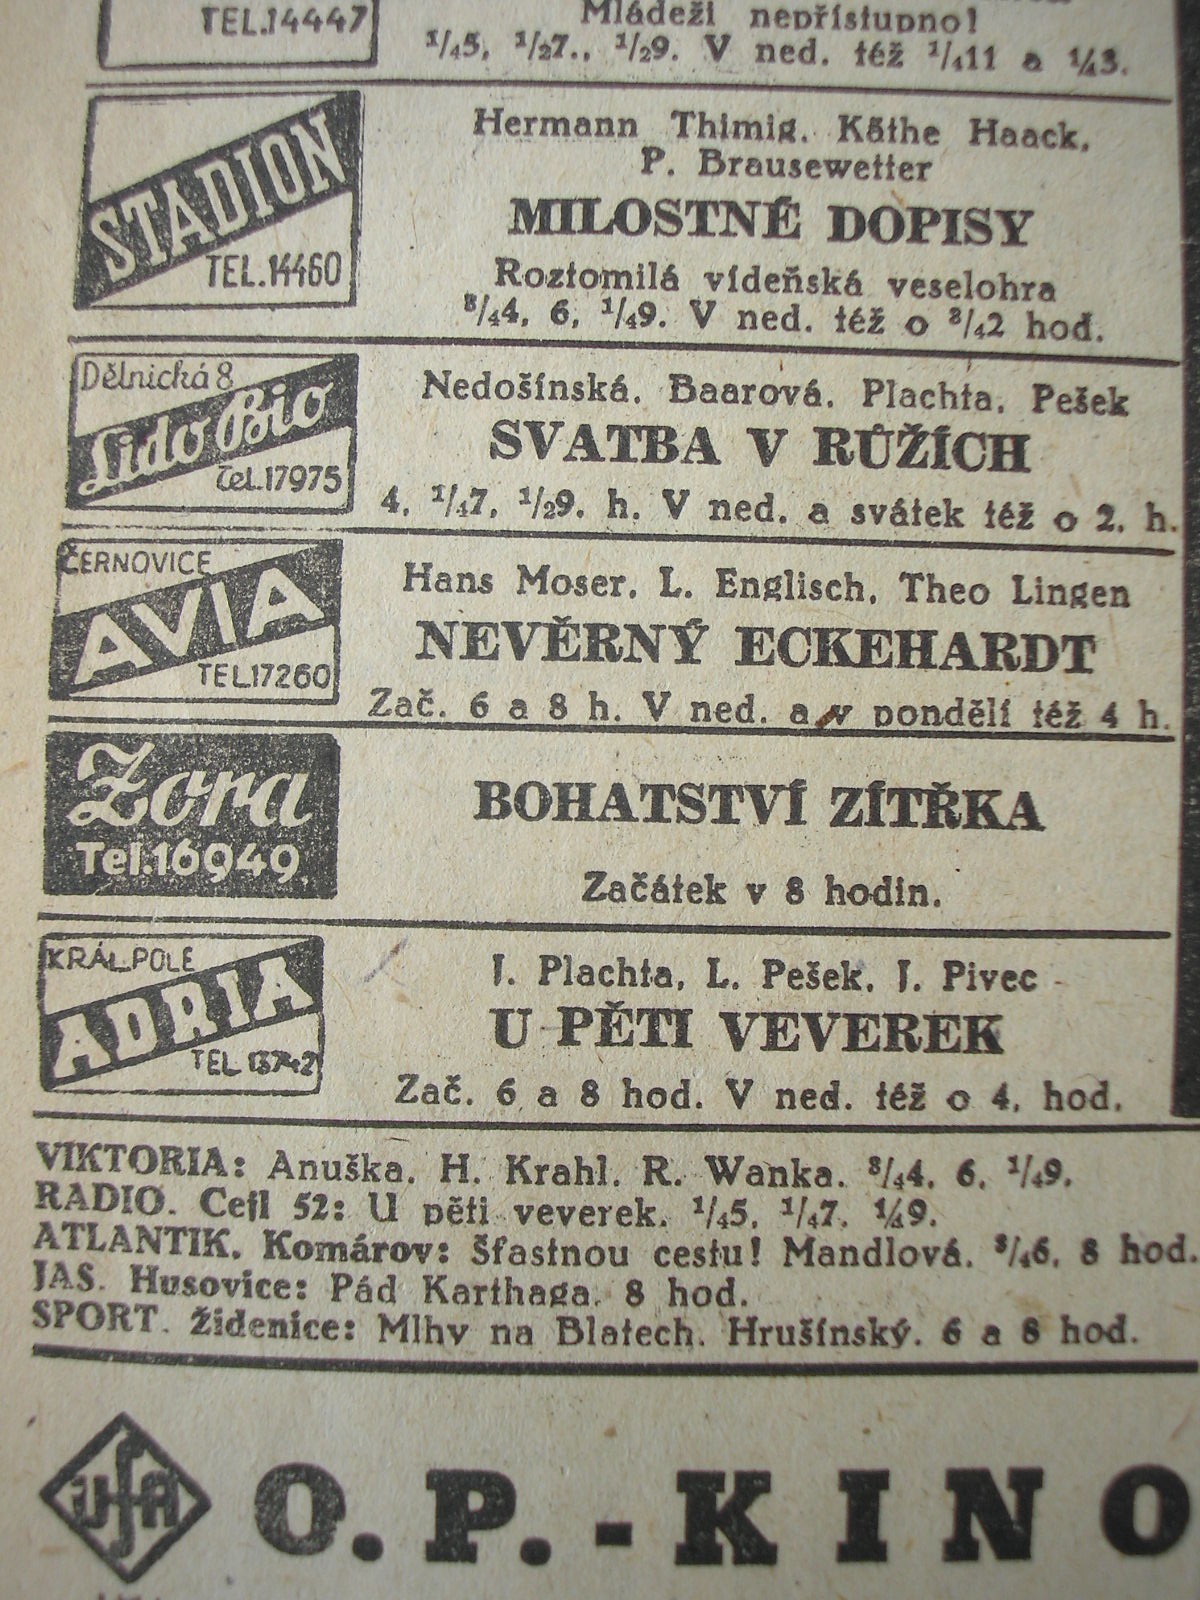 TEL.14447
Mládeži nepřístupno!
¹/₄5, ¹/₂7., ¹/₂9. V ned. též ¹/₄11 a ¼3.
STADION
TEL.14460
Hermann Thimig. Käthe Haack,
P. Brausewetter
MILOSTNÉ DOPISY
Roztomilá vídeňská veselohra
³/₄4, 6, ¹/₄9. V ned. též o ³/₄2 hod.
Dělnická 8
Lido Bio
Tel.17975
Nedošínská. Baarová. Plachta. Pešek
SVATBA V RŮŽÍCH
4, ¹/₄7, ¹/₂9. h. V ned. a svátek též o 2. h.
ČERNOVICE
AVIA
TEL.17260
Hans Moser. L. Englisch. Theo Lingen
NEVĚRNÝ ECKEHARDT
Zač. 6 a 8 h. V ned. a v pondělí též 4 h.
Zora
Tel.16949
BOHATSTVÍ ZÍTŘKA
Začátek v 8 hodin.
KRÁL.POLE
ADRIA
TEL 13742
J. Plachta, L. Pešek. J. Pivec
U PĚTI VEVEREK
Zač. 6 a 8 hod. V ned. též o 4. hod.
VIKTORIA: Anuška. H. Krahl. R. Wanka. ³/₄4. 6. ¹/₄9.
RADIO. Cejl 52: U pěti veverek. ¹/₄5. ¹/₄7. ¼9.
ATLANTIK. Komárov: Šťastnou cestu! Mandlová. ³/₄6. 8 hod.
JAS. Husovice: Pád Karthaga. 8 hod.
SPORT. Židenice: Mlhy na Blatech. Hrušínský. 6 a 8 hod.
UFA
O.P.-KINO